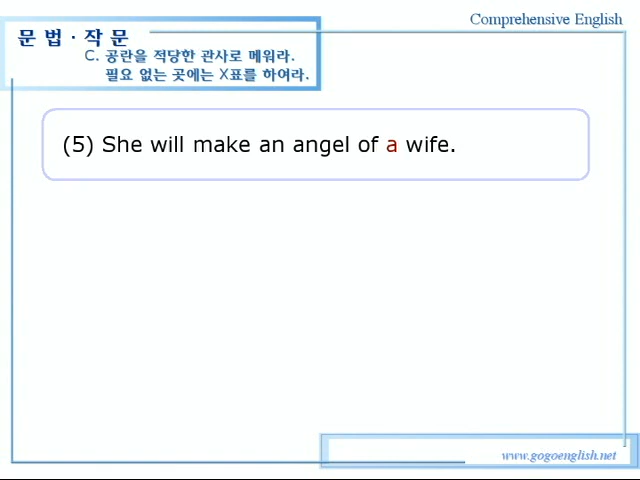 Comprehensive English
문 법 · 작 문
C. 공란을 적당한 관사로 메워라.
필요 없는 곳에는 X표를 하여라.
(5) She will make an angel of a wife.
www.gogoenglish.net